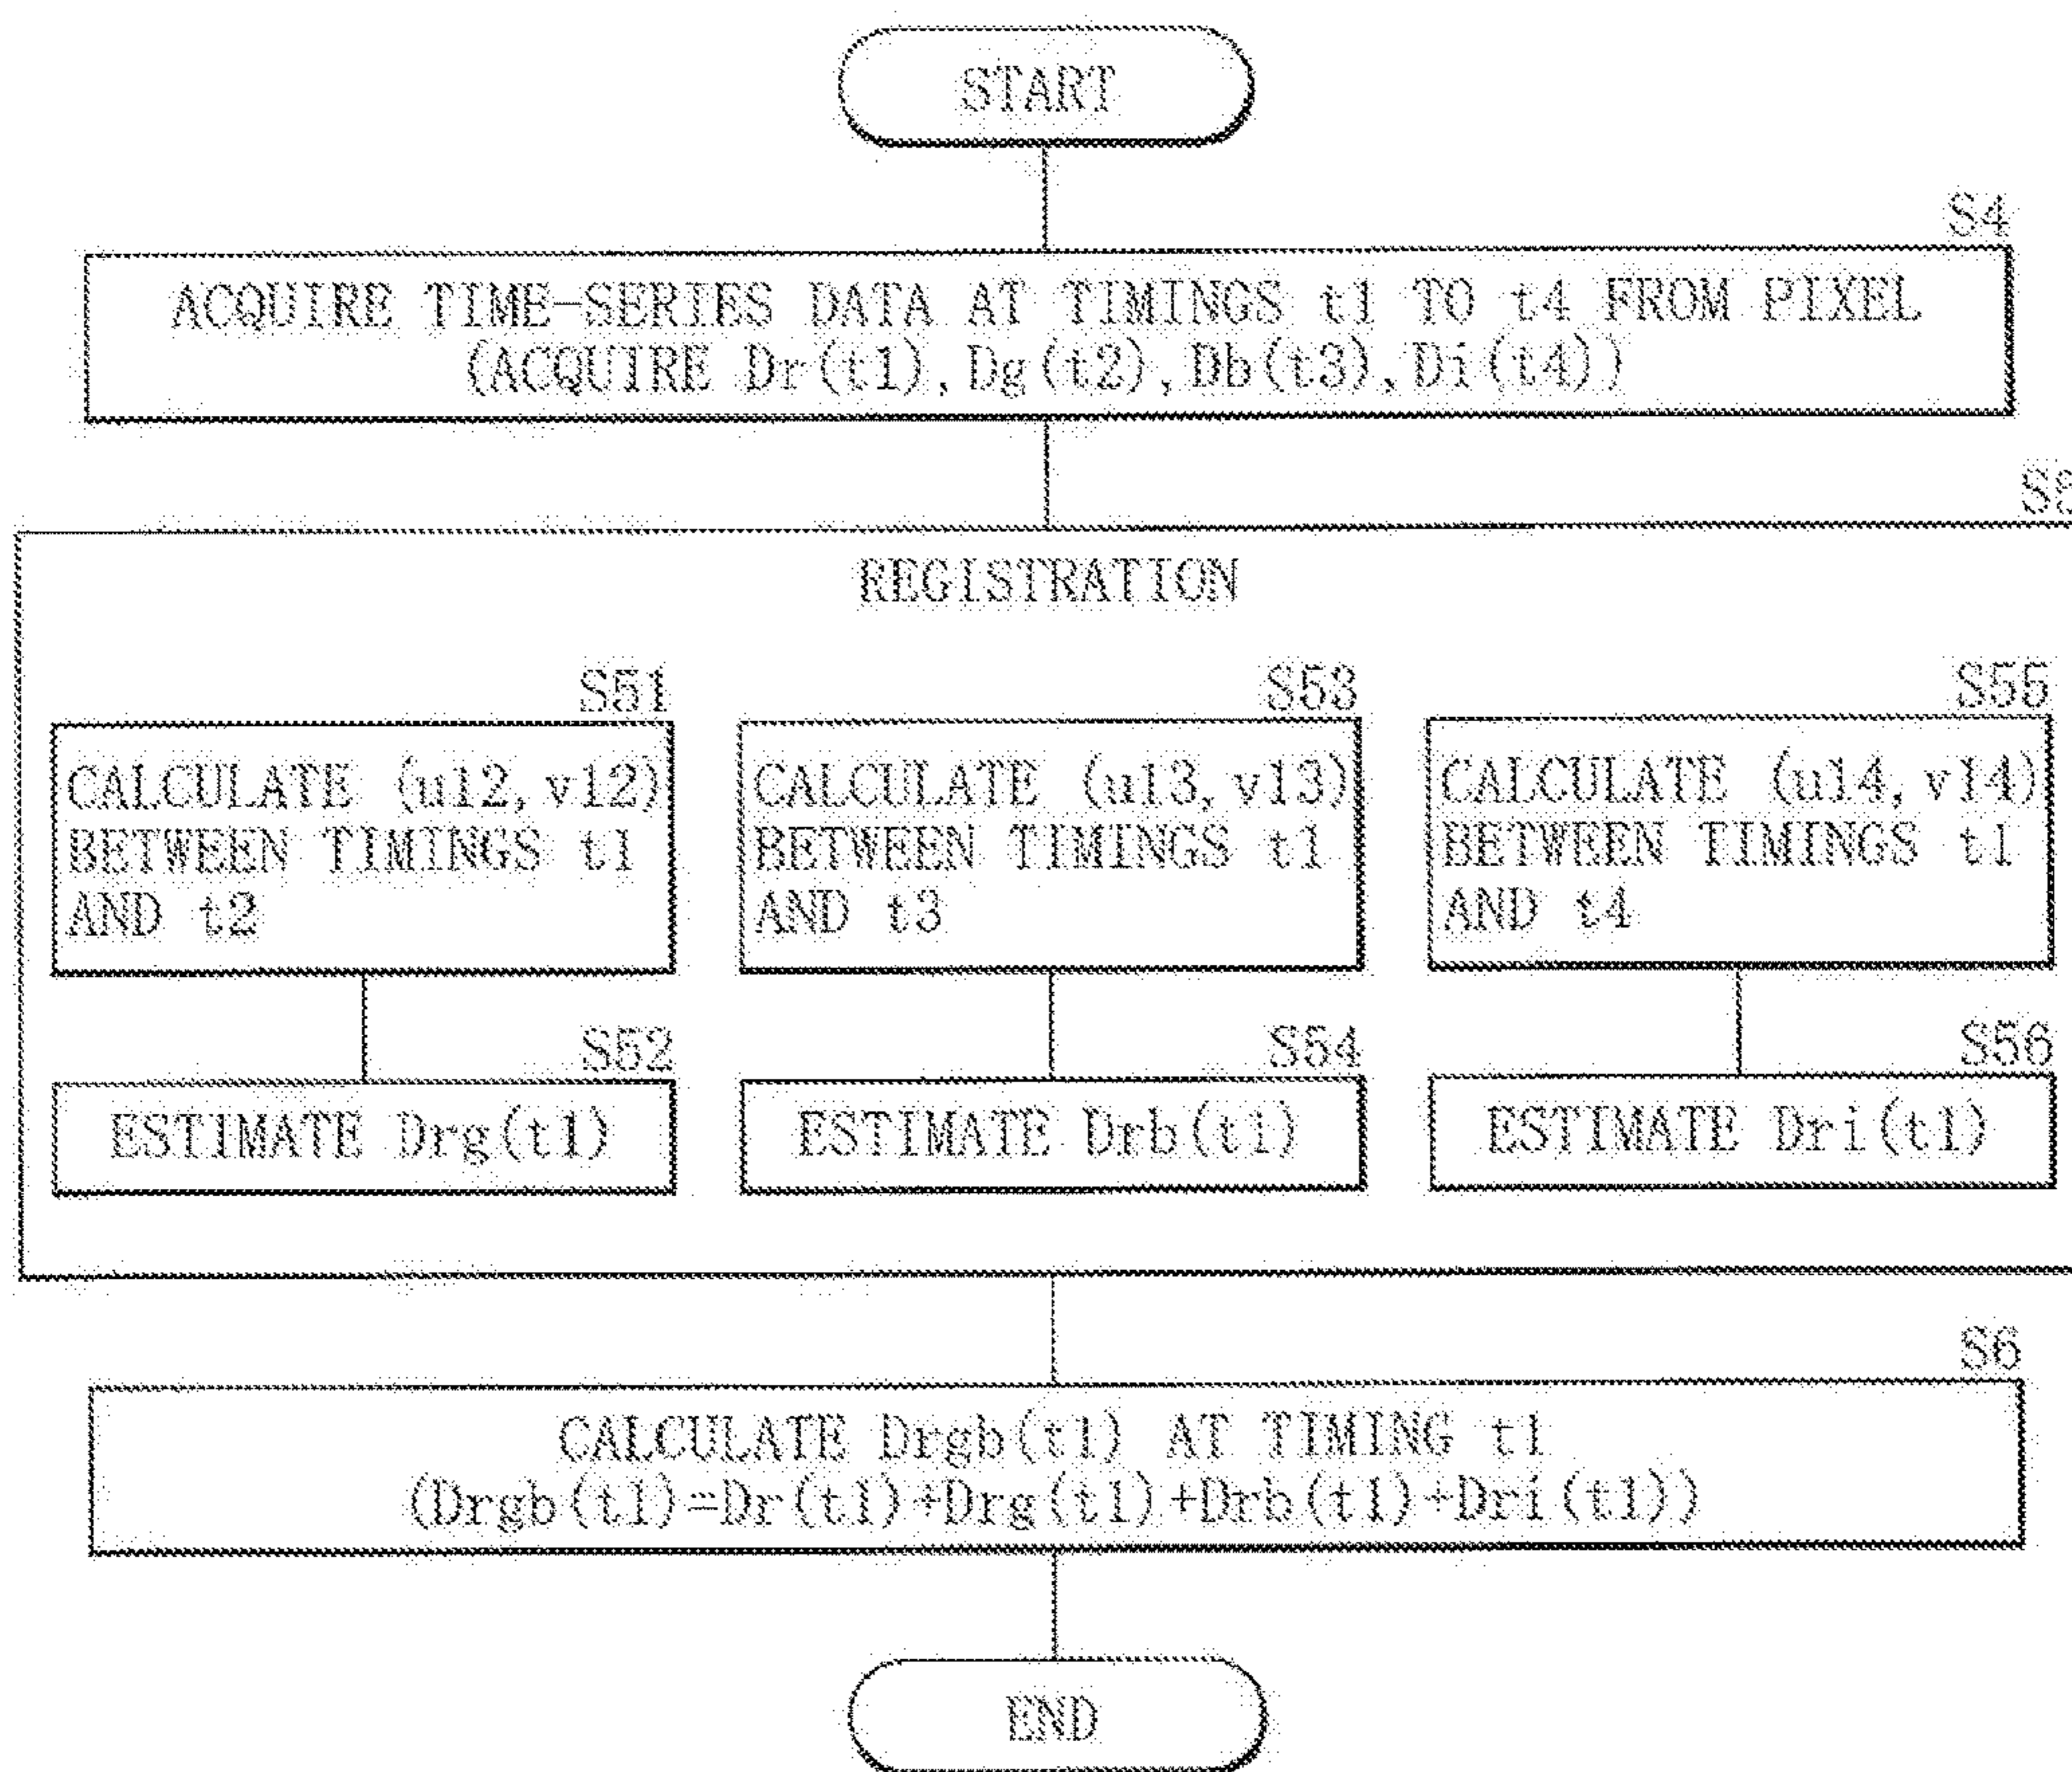 START
S4
ACQUIRE TIME-SERIES DATA AT TIMINGS t1 TO t4 FROM PIXEL
(ACQUIRE Dr(t1), Dg(t2), Db(t3), Di(t4))
REGISTRATION
S51
CALCULATE (u12, v12)
BETWEEN TIMINGS t1
AND t2
S52
ESTIMATE Drg(t1)
S53
CALCULATE (u13, v13)
BETWEEN TIMINGS t1
AND t3
S54
ESTIMATE Drb(t1)
S55
CALCULATE (u14, v14)
BETWEEN TIMINGS t1
AND t4
S56
ESTIMATE Dri(t1)
S6
CALCULATE Drgb(t1) AT TIMING t1
(Drgb(t1)=Dr(t1)+Drg(t1)+Drb(t1)+Dri(t1))
END